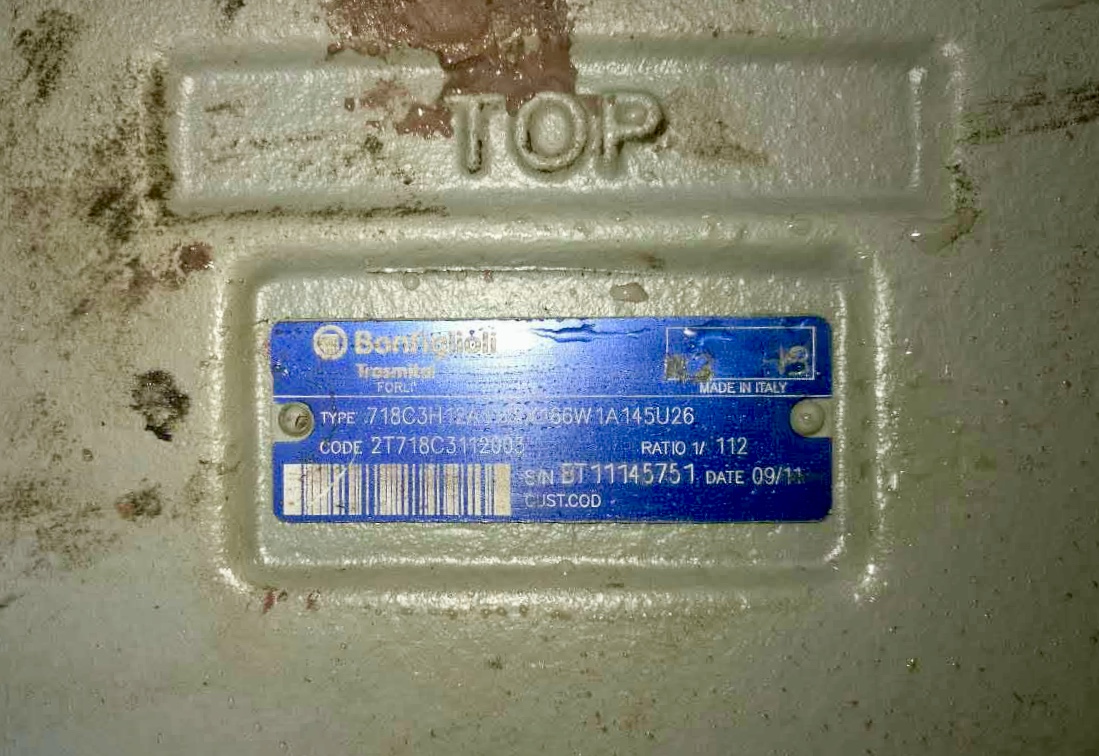 TOP
Bonfiglioli
Trasmital
FORLI
MADE IN ITALY
TYPE
CODE 2T718C3112003 RATIO 1/ 112
S/N BT11145751 DATE 09/11
CUST.COD